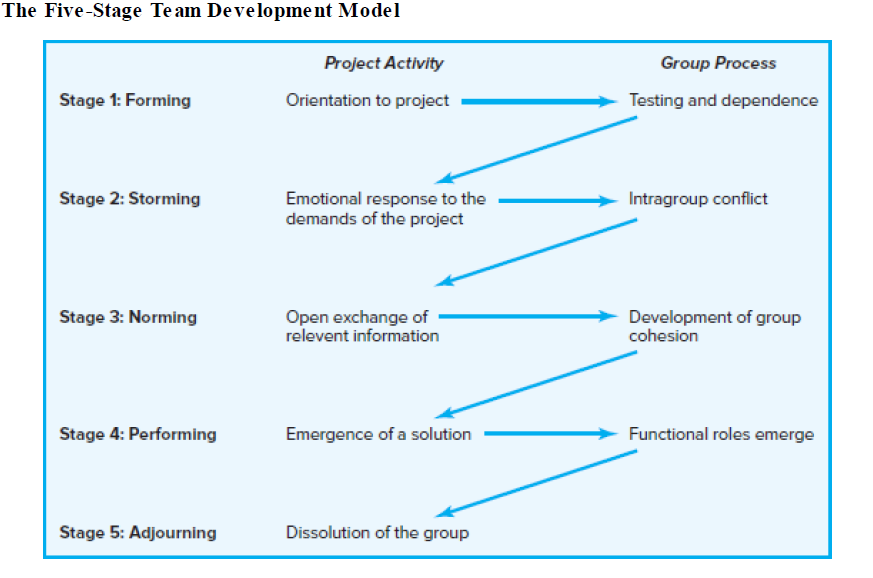 The Five-Stage Team Development Model
Project Activity Group Process
Stage 1: Forming Orientation to project Testing and dependence
Stage 2: Storming Emotional response to the Intragroup conflict
demands of the project
Stage 3: Norming Open exchange of Development of group
relevent information cohesion
Stage 4: Performing Emergence of a solution Functional roles emerge
Stage 5: Adjourning Dissolution of the group